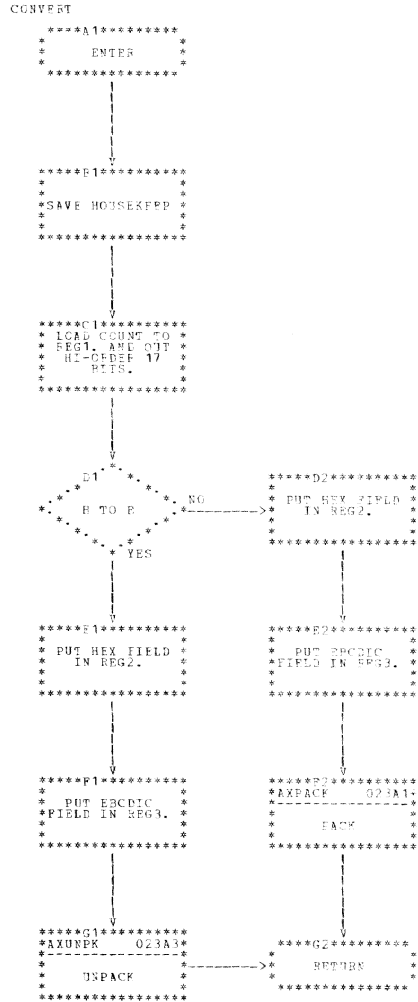 CONVERT
A1
ENTER
B1
SAVE HOUSEKEEP
C1
LOAD COUNT TO
REG1. AND OUT
HI-ORDER 17
BITS.
D1
H TO E
NO
YES
D2
PUT HEX FIELD
IN REG2.
E1
PUT HEX FIELD
IN REG2.
E2
PUT EBCDIC
FIELD IN REG3.
F1
PUT EBCDIC
FIELD IN REG3.
F2
AXPACK 023A1
PACK
G1
AXUNPK 023A3
UNPACK
G2
RETURN